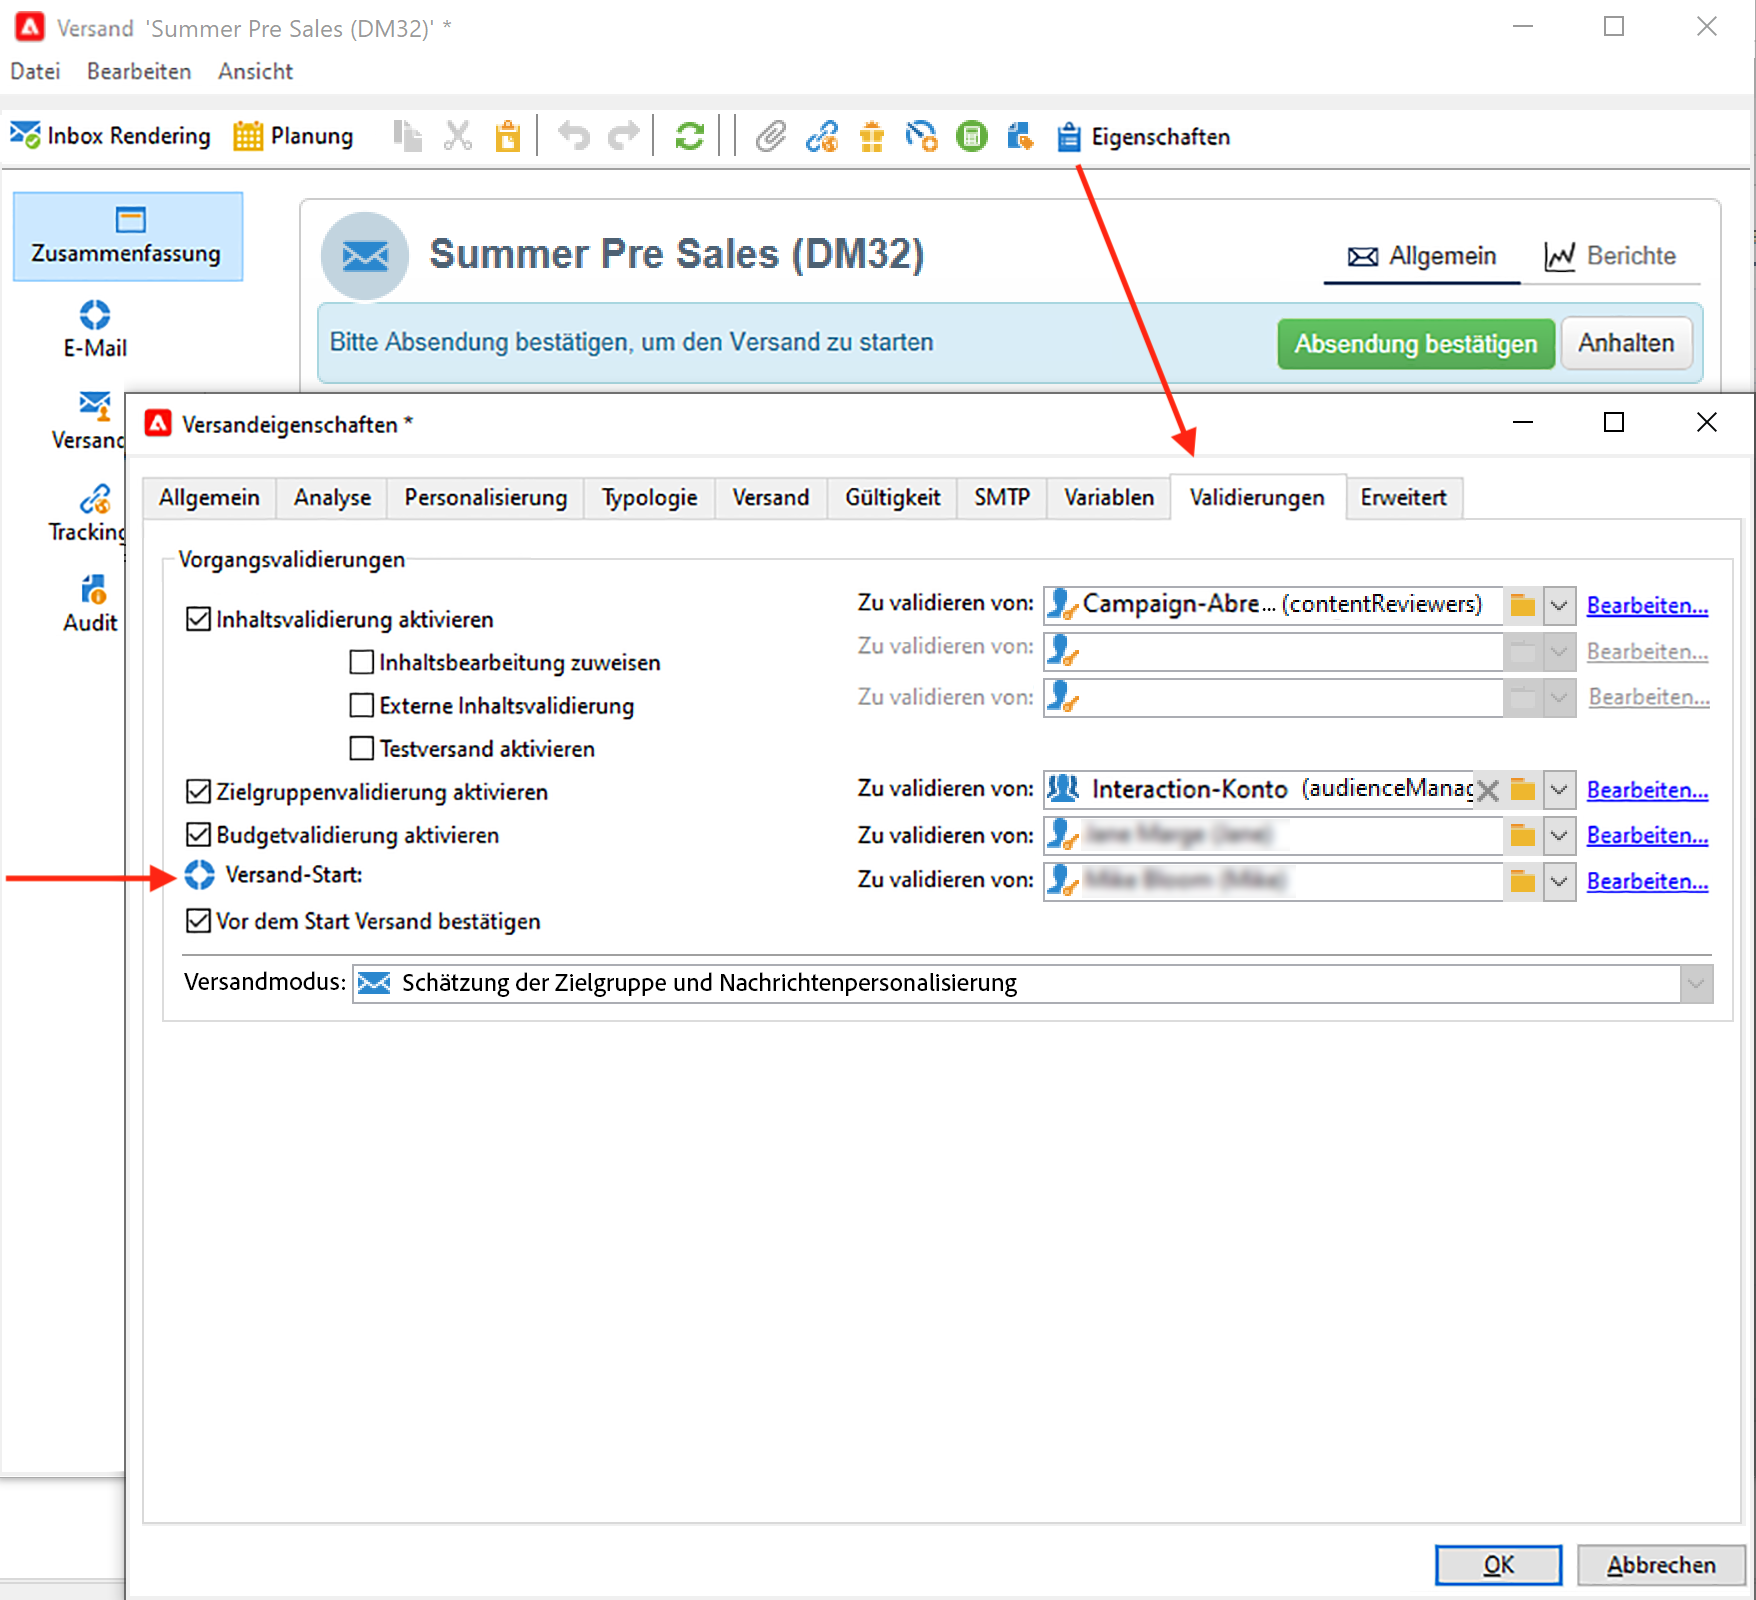 Versand 'Summer Pre Sales (DM32)' *
Datei Bearbeiten Ansicht
Inbox Rendering Planung Eigenschaften
Zusammenfassung
E-Mail
Versand
Tracking
Audit
Summer Pre Sales (DM32)
Allgemein Berichte
Bitte Absendung bestätigen, um den Versand zu starten
Absendung bestätigen Anhalten
Versandeigenschaften *
Allgemein Analyse Personalisierung Typologie Versand Gültigkeit SMTP Variablen Validierungen Erweitert
Vorgangsvalidierungen
Inhaltsvalidierung aktivieren Zu validieren von: Campaign-Abre... (contentReviewers) Bearbeiten...
Inhaltsbearbeitung zuweisen Zu validieren von: Bearbeiten...
Externe Inhaltsvalidierung Zu validieren von: Bearbeiten...
Testversand aktivieren
Zielgruppenvalidierung aktivieren Zu validieren von: Interaction-Konto (audienceManag Bearbeiten...
Budgetvalidierung aktivieren Zu validieren von: Bearbeiten...
Versand-Start: Zu validieren von: Bearbeiten...
Vor dem Start Versand bestätigen
Versandmodus: Schätzung der Zielgruppe und Nachrichtenpersonalisierung
OK Abbrechen